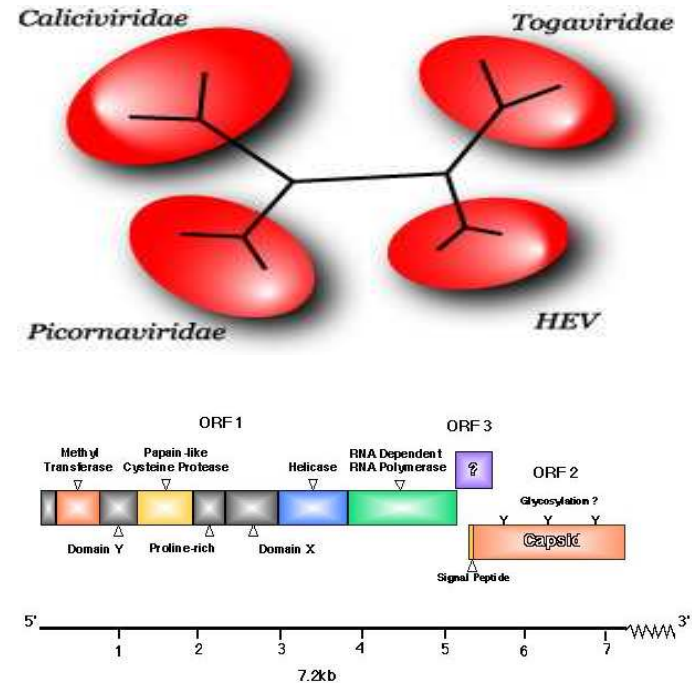 Caliciviridae
Togaviridae
Picornaviridae
HEV
ORF 1
ORF 3
Methyl
Transferase
Papain-like
Cysteine Protease
Helicase
RNA Dependent
RNA Polymerase
?
ORF 2
Glycosylation ?
Y Y Y
Capsid
Domain Y
Proline-rich
Domain X
Signal Peptide
5'
3'
1 2 3 4 5 6 7
7.2kb